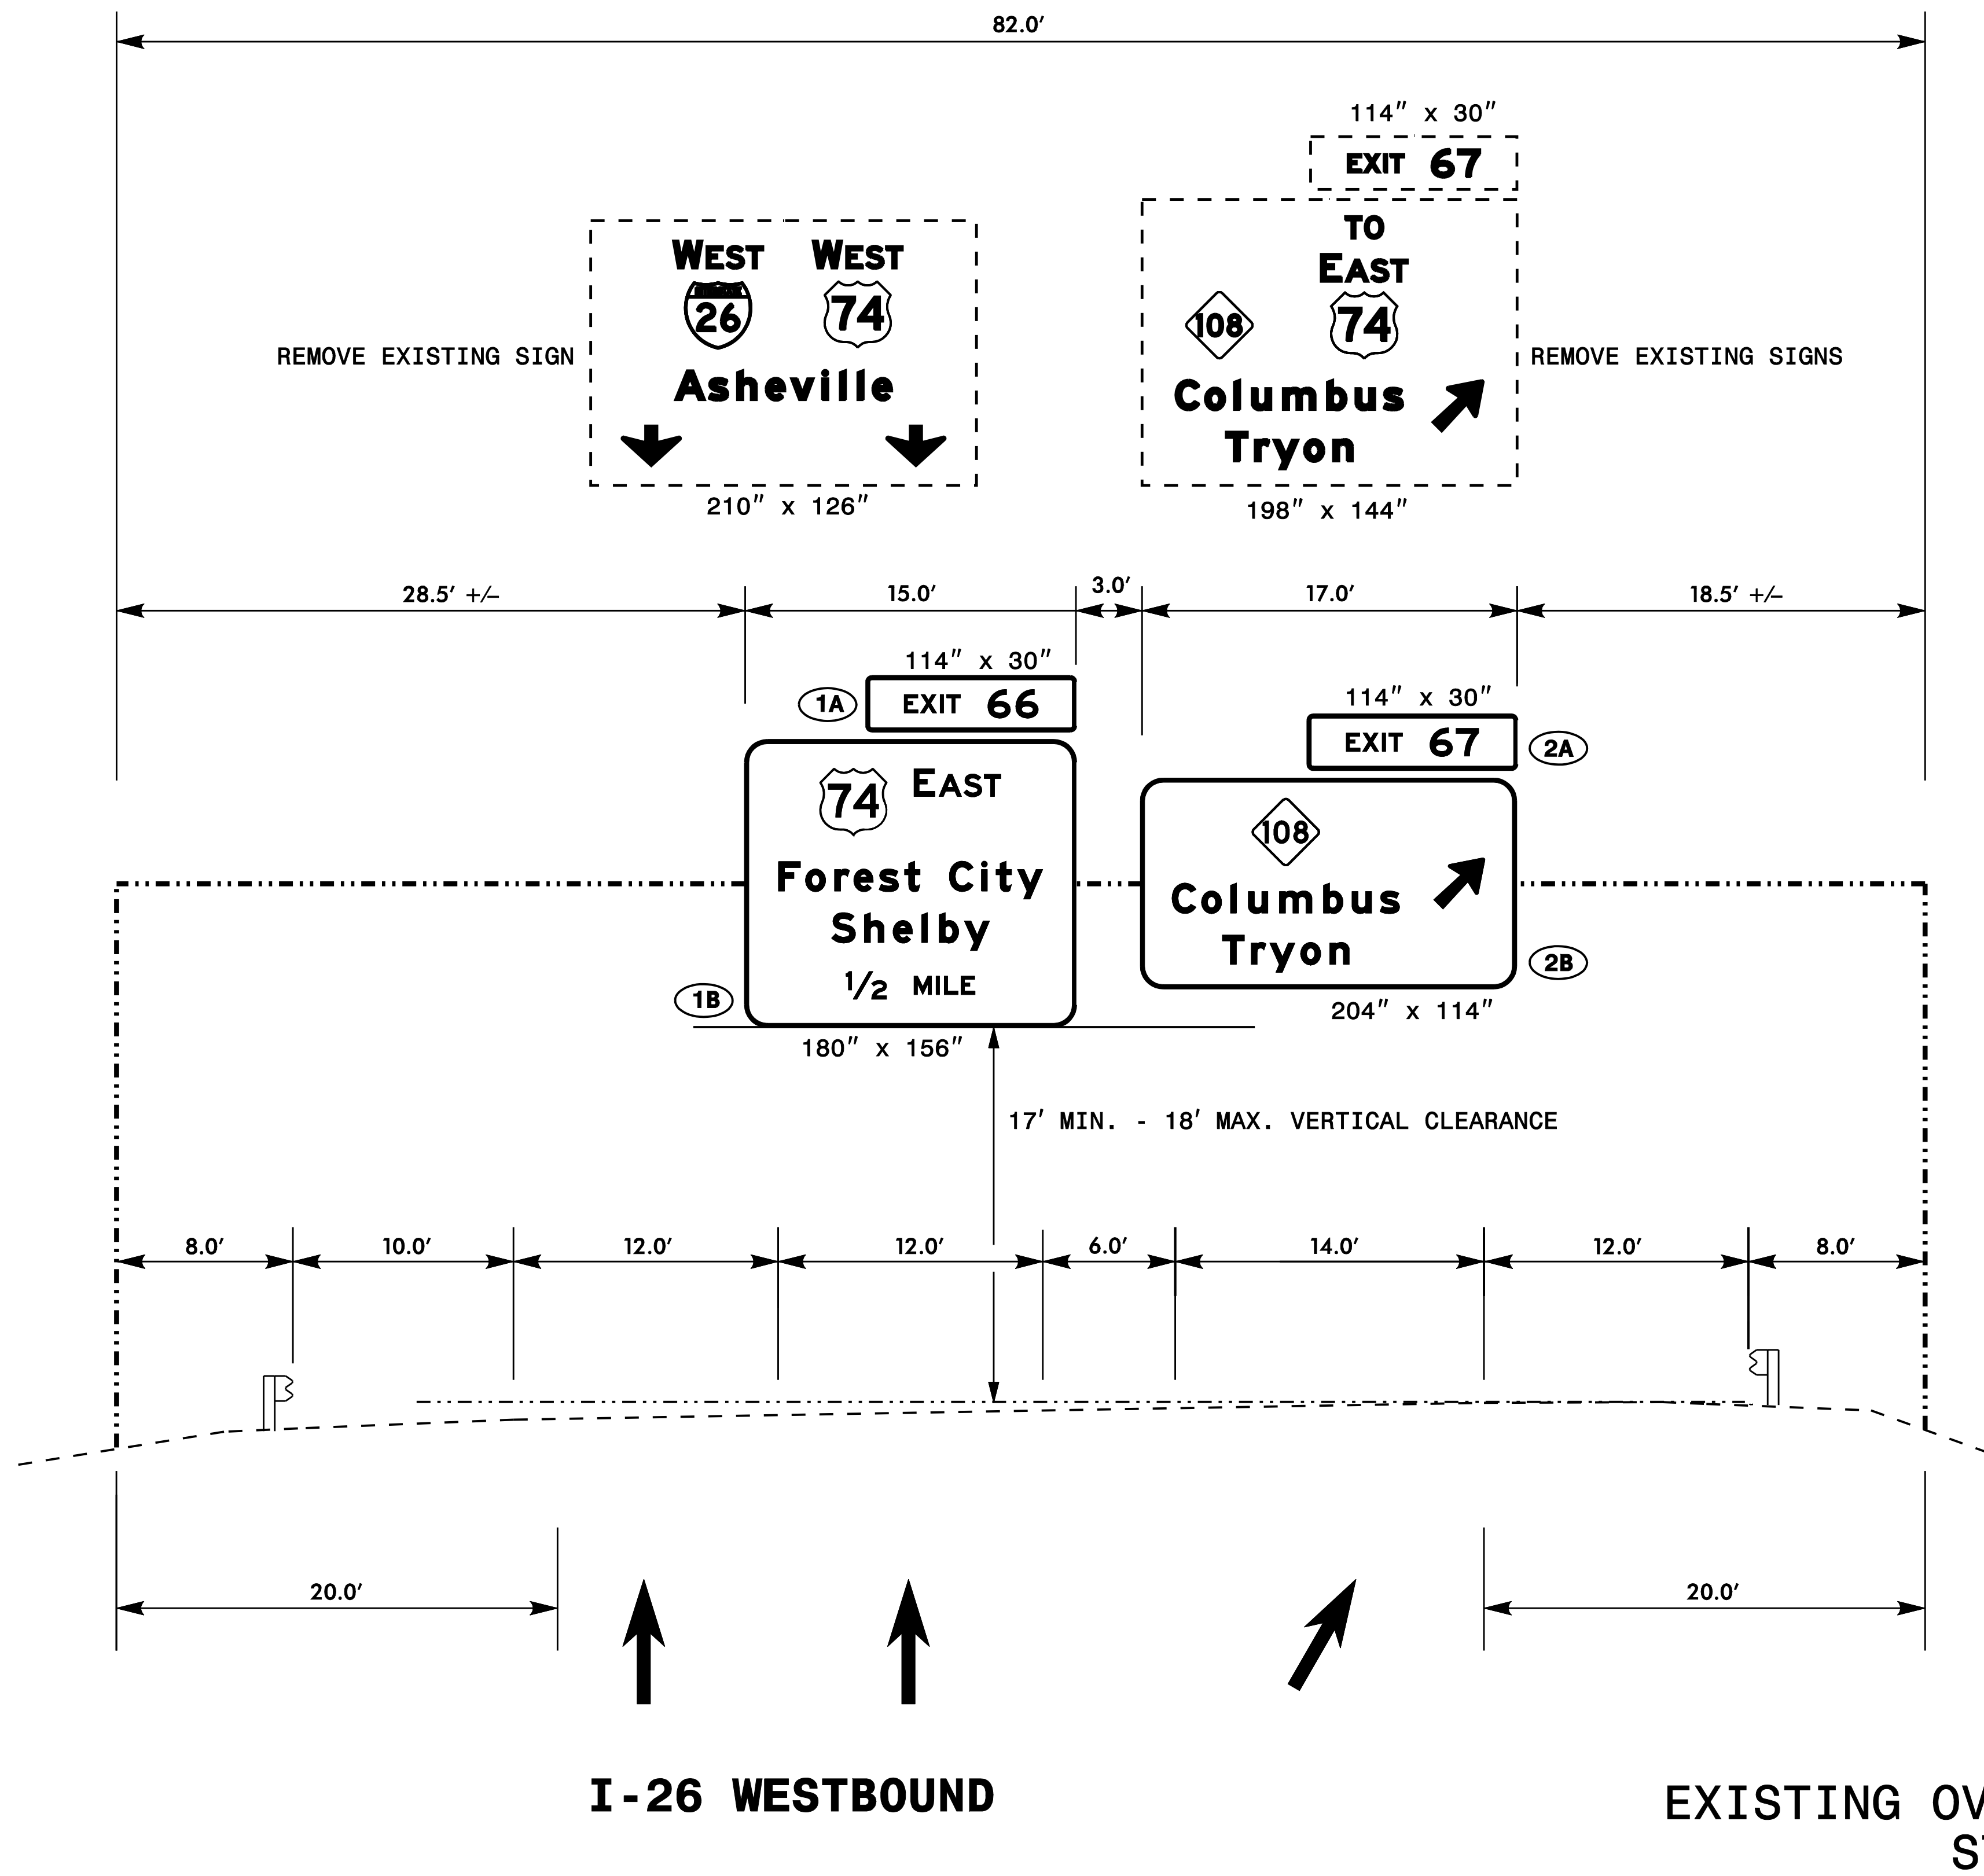 82.0′
114″ x 30″
EXIT 67
WEST WEST
26 74
Asheville
210″ x 126″
REMOVE EXISTING SIGN
TO
EAST
108 74
Columbus
Tryon
198″ x 144″
REMOVE EXISTING SIGNS
28.5′ +/– 15.0′ 3.0′ 17.0′ 18.5′ +/–
114″ x 30″
1A EXIT 66
74 EAST
Forest City
Shelby
1/2 MILE
1B
180″ x 156″
114″ x 30″
EXIT 67 2A
108
Columbus
Tryon
2B
204″ x 114″
17′ MIN. - 18′ MAX. VERTICAL CLEARANCE
8.0′ 10.0′ 12.0′ 12.0′ 6.0′ 14.0′ 12.0′ 8.0′
20.0′ 20.0′
I-26 WESTBOUND
EXISTING